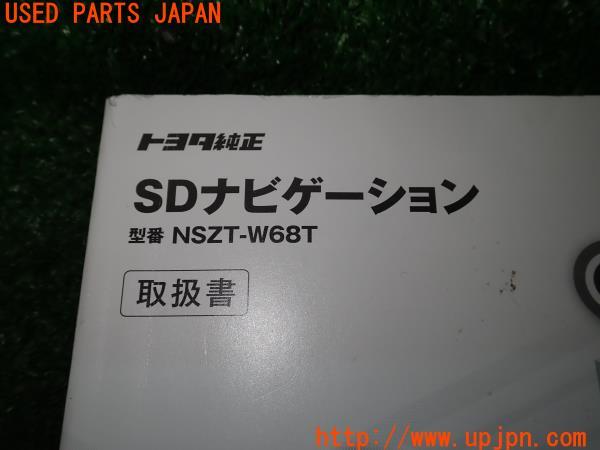 USED PARTS JAPAN
トヨタ純正
SDナビゲーション
型番 NSZT-W68T
取扱書
http://www.upjpn.com/